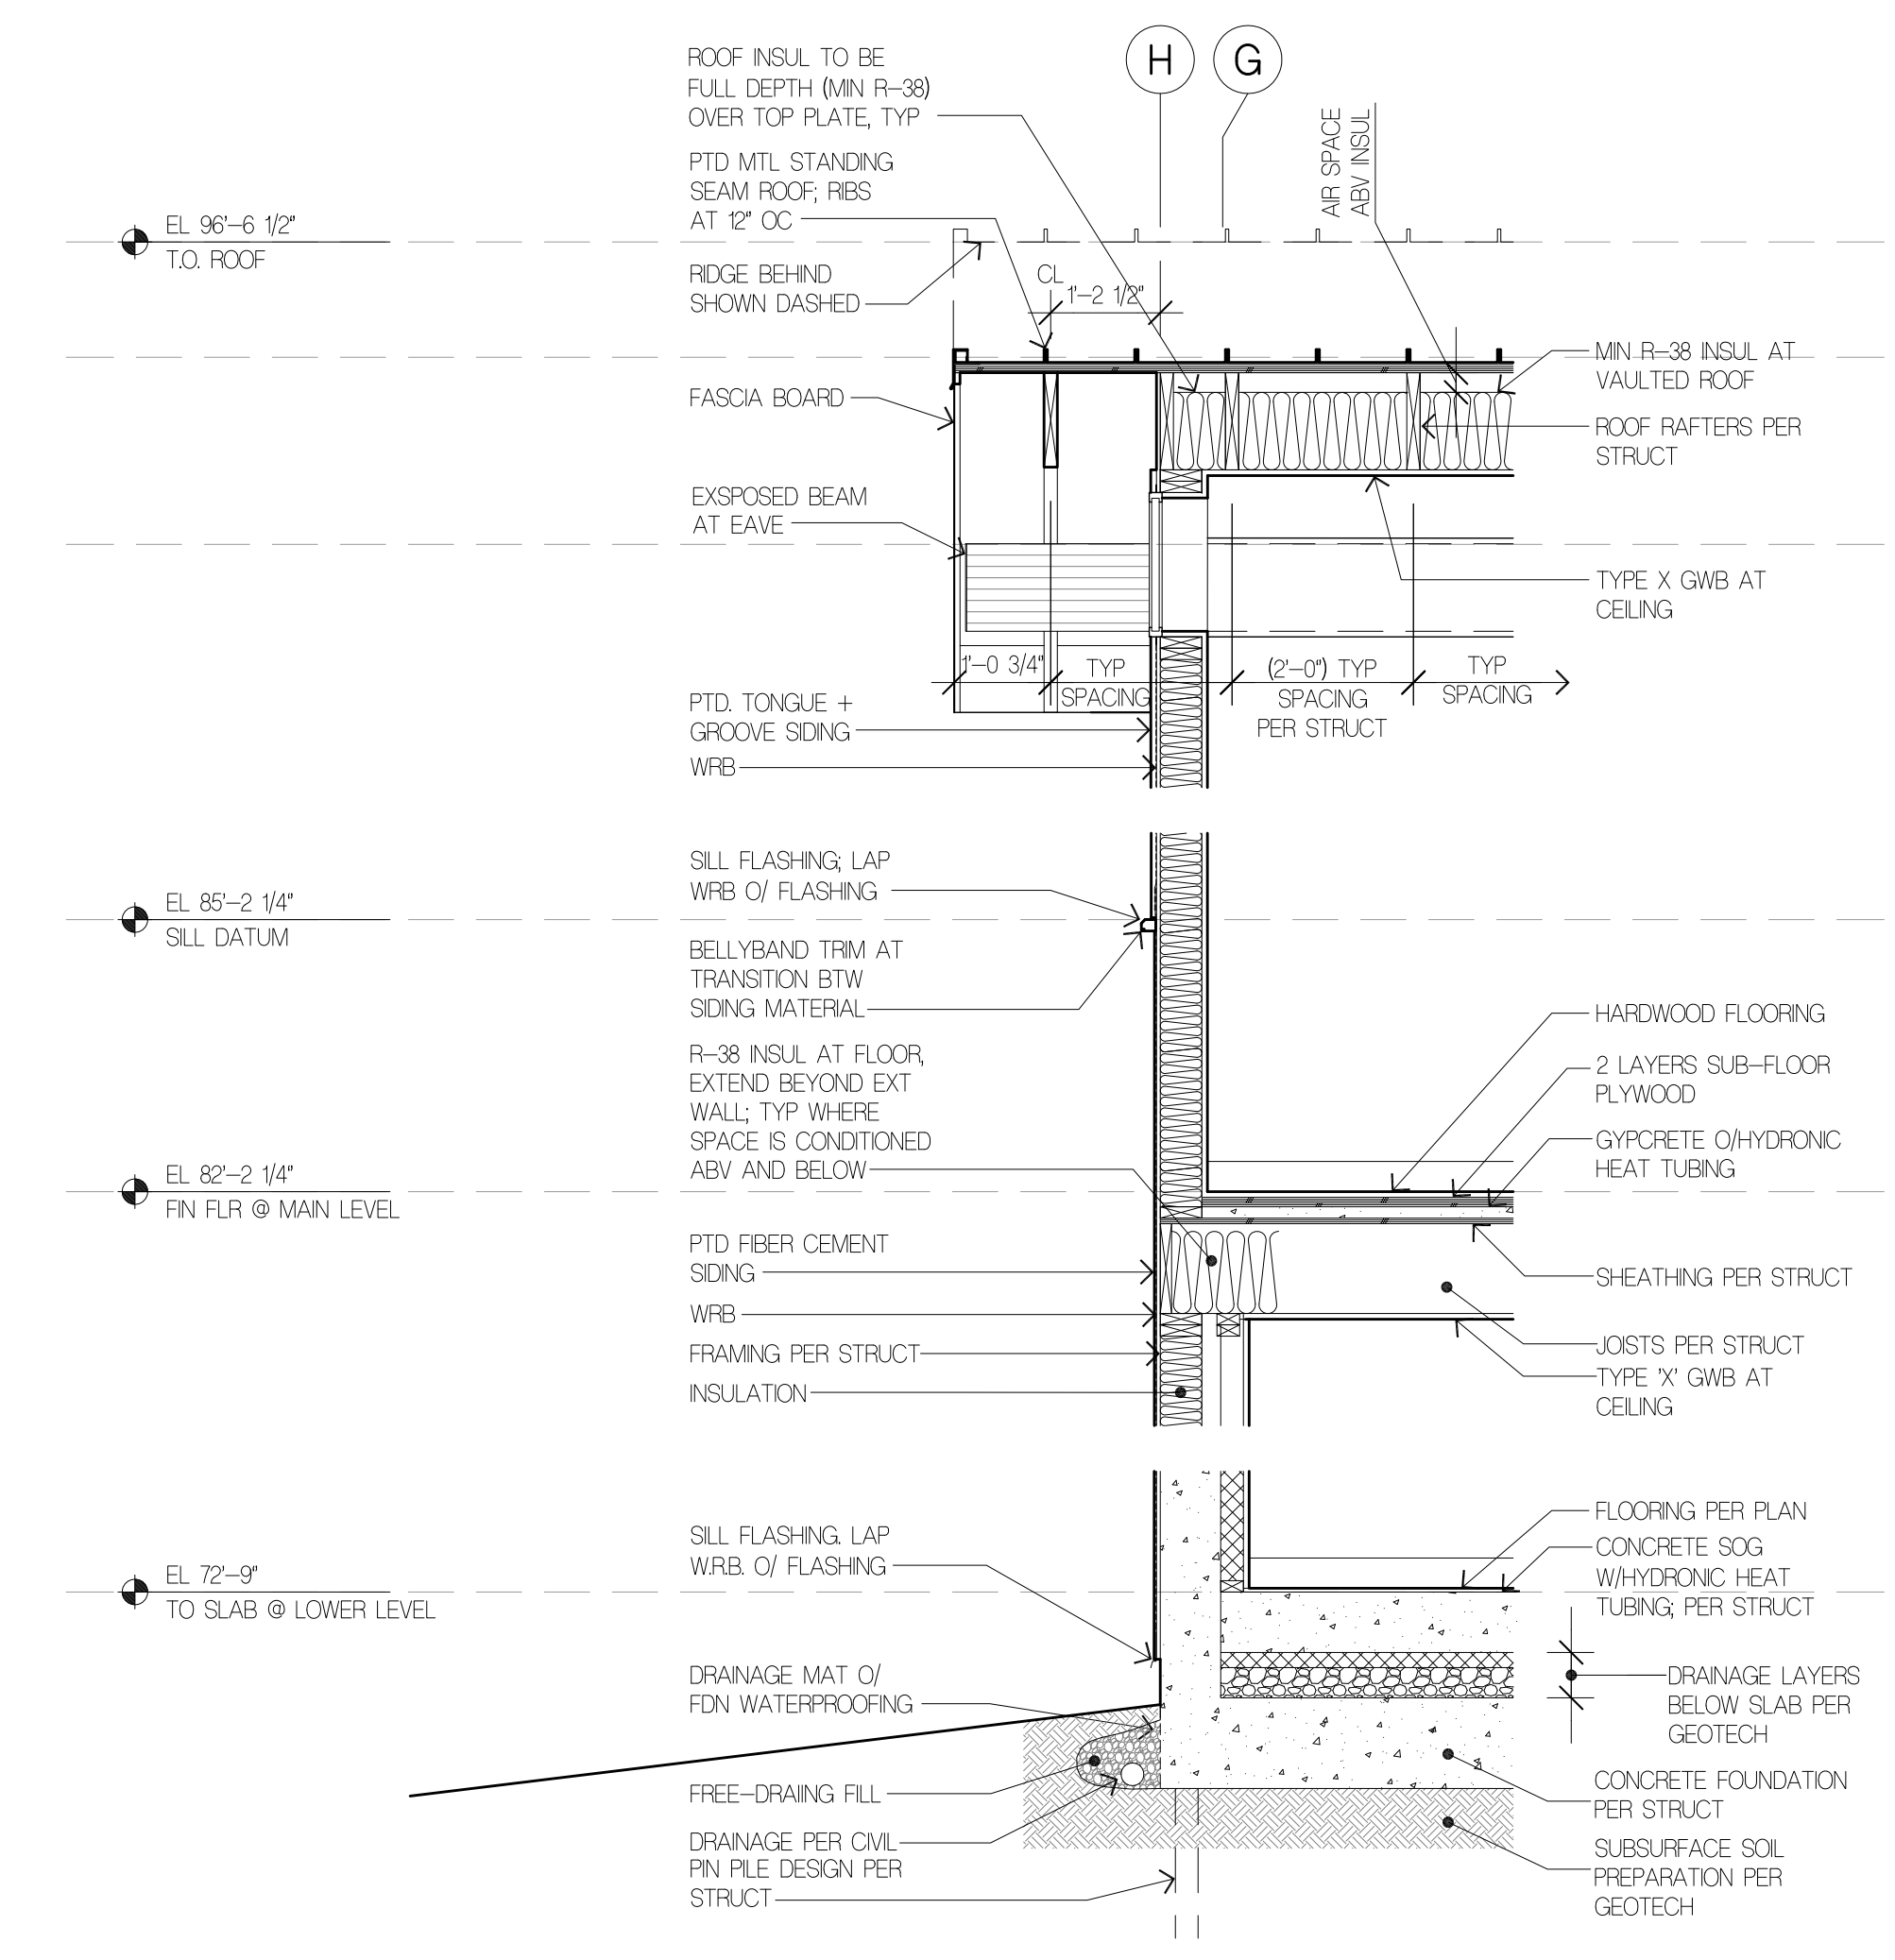 H
G
ROOF INSUL TO BE
FULL DEPTH (MIN R-38)
OVER TOP PLATE, TYP
PTD MTL STANDING
SEAM ROOF; RIBS
AT 12" OC
RIDGE BEHIND
SHOWN DASHED
CL
1'-2 1/2"
AIR SPACE
ABV INSUL
EL 96'-6 1/2"
T.O. ROOF
FASCIA BOARD
EXSPOSED BEAM
AT EAVE
MIN R-38 INSUL AT
VAULTED ROOF
ROOF RAFTERS PER
STRUCT
TYPE X GWB AT
CEILING
1'-0 3/4"
TYP
SPACING
(2'-0") TYP
SPACING
PER STRUCT
TYP
SPACING
PTD. TONGUE +
GROOVE SIDING
WRB
SILL FLASHING; LAP
WRB O/ FLASHING
EL 85'-2 1/4"
SILL DATUM
BELLYBAND TRIM AT
TRANSITION BTW
SIDING MATERIAL
R-38 INSUL AT FLOOR,
EXTEND BEYOND EXT
WALL; TYP WHERE
SPACE IS CONDITIONED
ABV AND BELOW
HARDWOOD FLOORING
2 LAYERS SUB-FLOOR
PLYWOOD
GYPCRETE O/HYDRONIC
HEAT TUBING
EL 82'-2 1/4"
FIN FLR @ MAIN LEVEL
PTD FIBER CEMENT
SIDING
WRB
FRAMING PER STRUCT
INSULATION
SHEATHING PER STRUCT
JOISTS PER STRUCT
TYPE 'X' GWB AT
CEILING
SILL FLASHING. LAP
W.R.B. O/ FLASHING
EL 72'-9"
TO SLAB @ LOWER LEVEL
FLOORING PER PLAN
CONCRETE SOG
W/HYDRONIC HEAT
TUBING; PER STRUCT
DRAINAGE MAT O/
FDN WATERPROOFING
DRAINAGE LAYERS
BELOW SLAB PER
GEOTECH
FREE-DRAING FILL
DRAINAGE PER CIVIL
PIN PILE DESIGN PER
STRUCT
CONCRETE FOUNDATION
PER STRUCT
SUBSURFACE SOIL
PREPARATION PER
GEOTECH